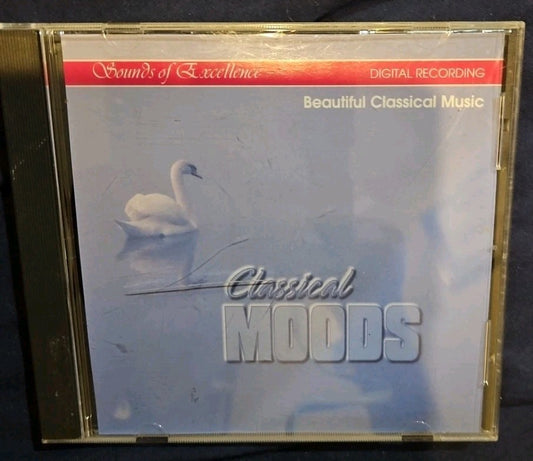 Sounds of Excellence
DIGITAL RECORDING
Beautiful Classical Music
Classical
MOODS